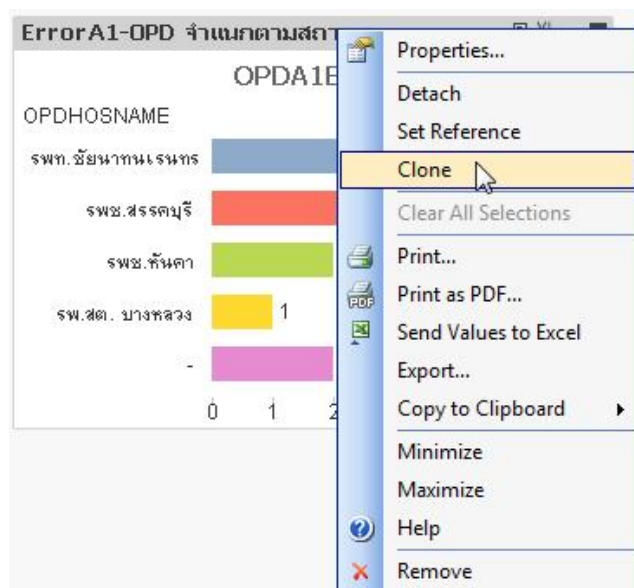 ErrorA1-OPD จำแนกตามสถา
XL
OPDA1E
OPDHOSNAME
รพท.ชัยนาทนเรนทร
รพช.สรรคบุรี
รพช.หันคา
รพ.สต. บางหลวง
1
-
0 1 2
Properties...
Detach
Set Reference
Clone
Clear All Selections
Print...
PDF
Print as PDF...
Send Values to Excel
Export...
Copy to Clipboard
Minimize
Maximize
Help
Remove